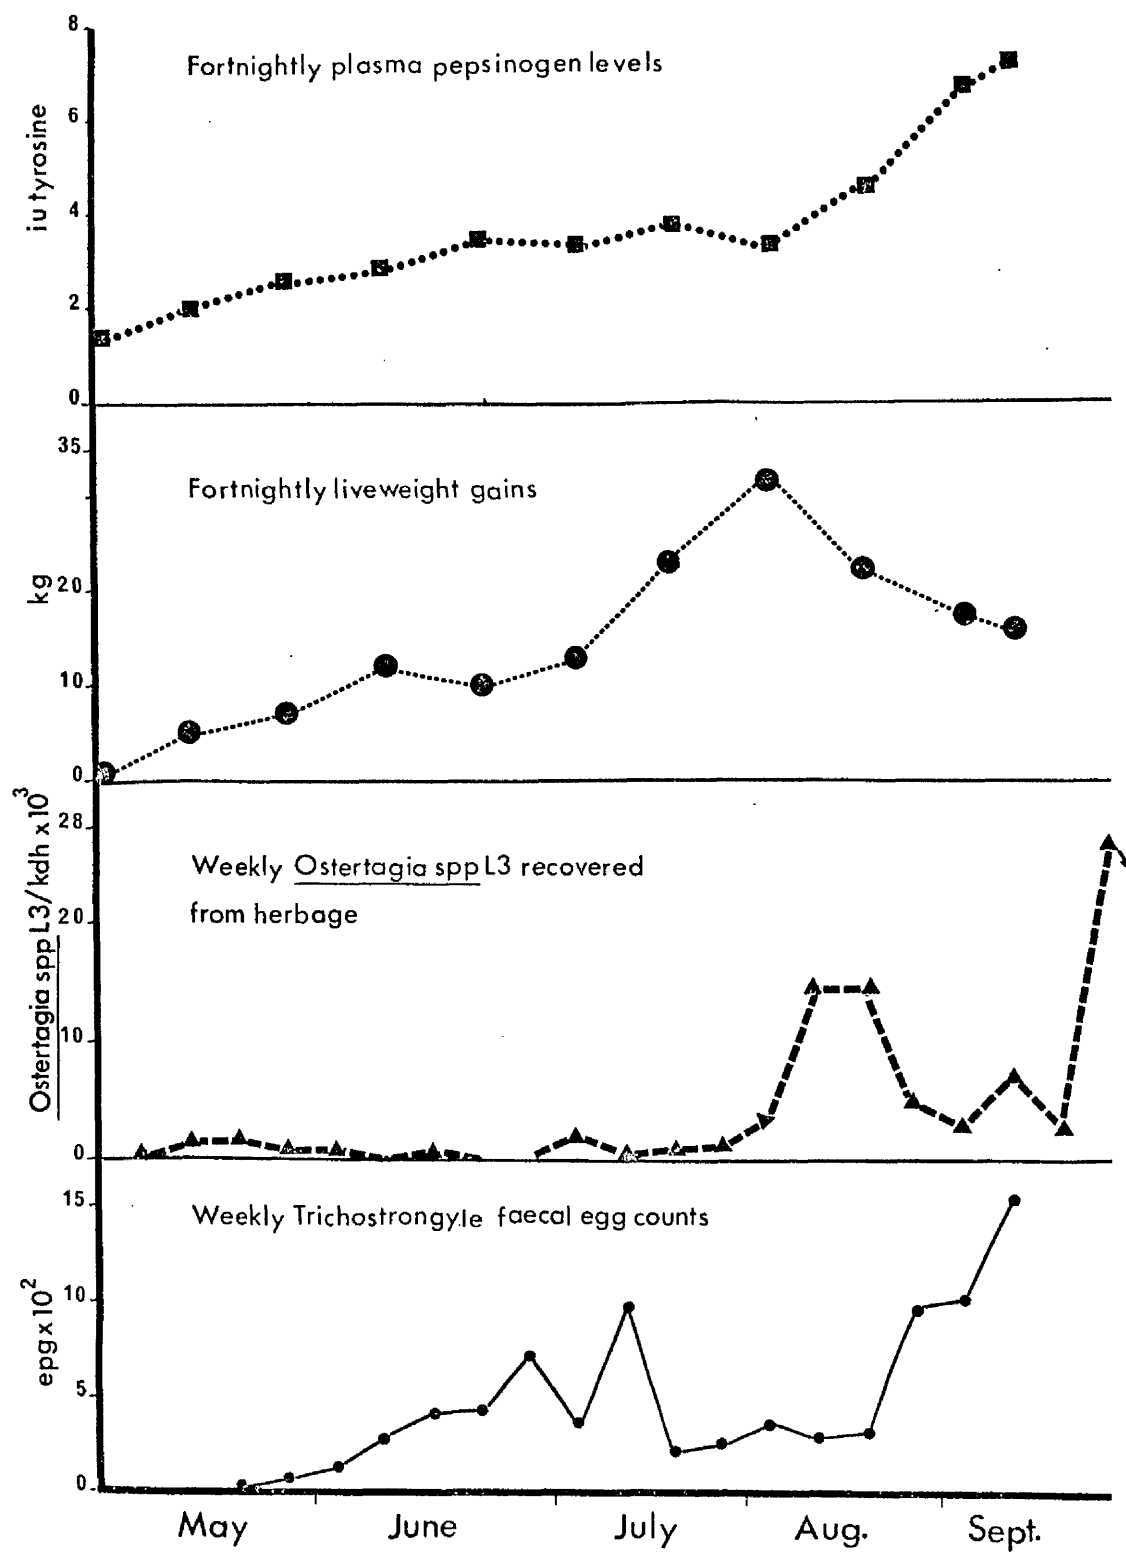 8
Fortnightly plasma pepsinogen levels
6
iu tyrosine
4
2
0
35
Fortnightly liveweight gains
kg
20
10
0
Ostertagia spp L3/kdh x 10³
28
Weekly Ostertagia spp L3 recovered
from herbage
20
10
0
15
Weekly Trichostrongyle faecal egg counts
epg x 10²
10
5
0
May June July Aug. Sept.